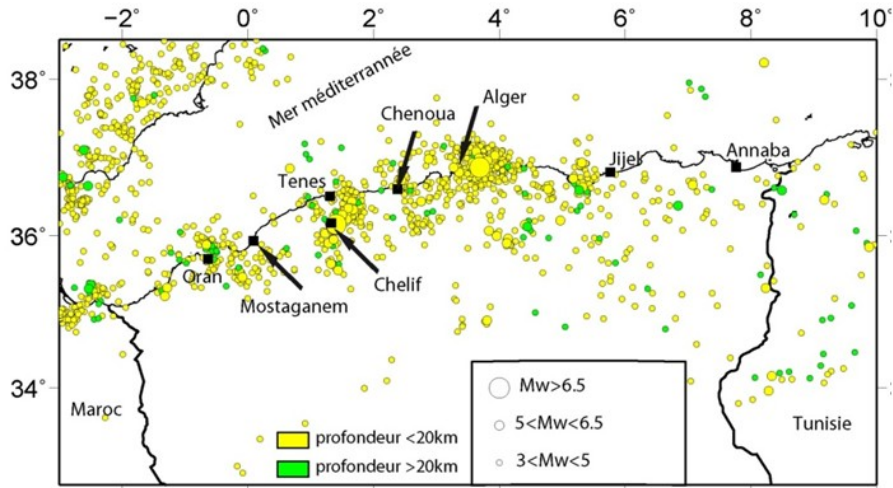 −2° 0° 2° 4° 6° 8° 10°
38°
36°
34°
Mer méditerrannée
Chenoua
Alger
Tenes
Jijel
Annaba
Oran
Mostaganem
Chelif
Maroc
Tunisie
profondeur <20km
profondeur >20km
Mw>6.5
5<Mw<6.5
3<Mw<5